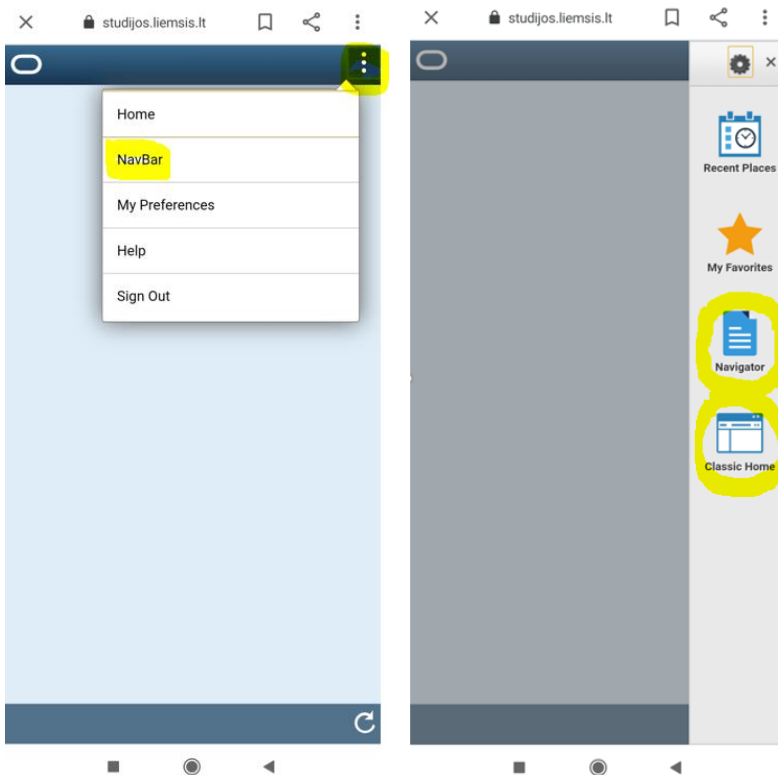 studijos.liemsis.lt
Home
NavBar
My Preferences
Help
Sign Out
studijos.liemsis.lt
Recent Places
My Favorites
Navigator
Classic Home